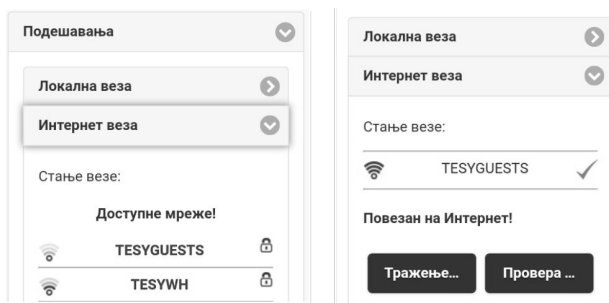 Подешавања
Локална веза
Интернет веза
Стање везе:
Доступне мреже!
TESYGUESTS
TESYWH
Локална веза
Интернет веза
Стање везе:
TESYGUESTS
Повезан на Интернет!
Тражење...
Провера ...